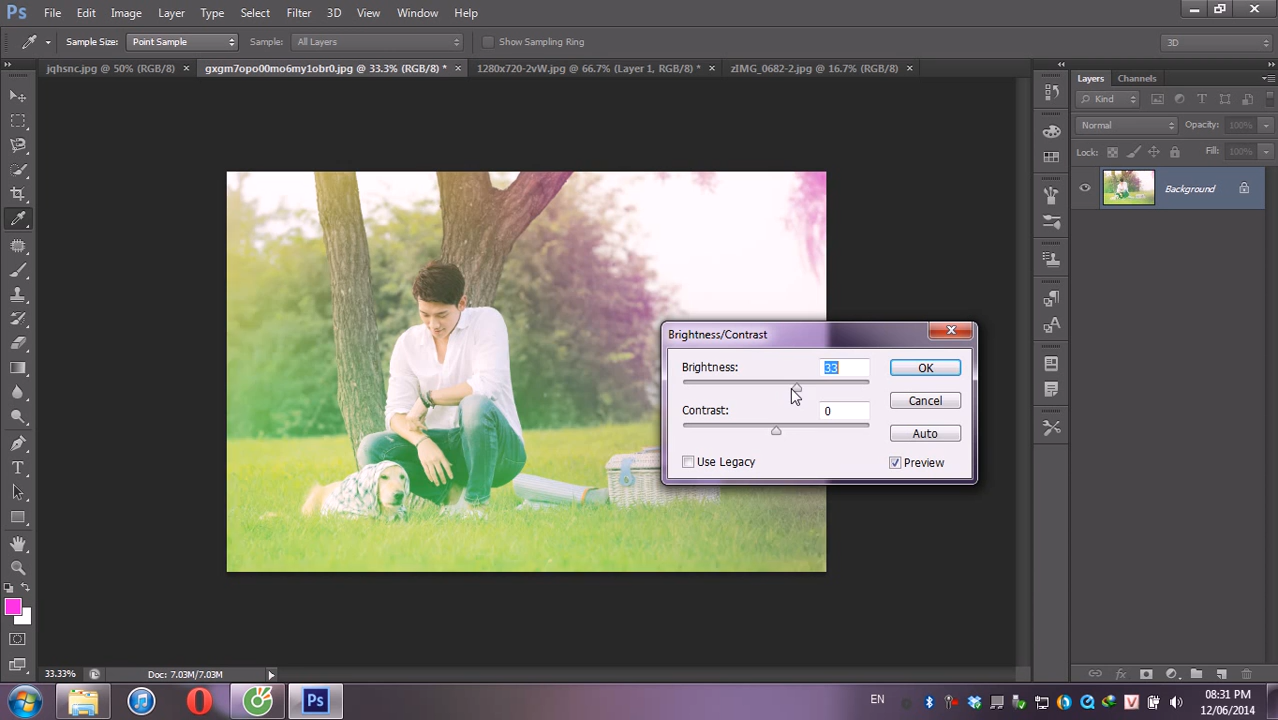 Ps File Edit Image Layer Type Select Filter 3D View Window Help
Sample Size: Point Sample Sample: All Layers Show Sampling Ring 3D
jqhsnc.jpg @ 50% (RGB/8) × gxgm7opo00mo6my1obr0.jpg @ 33.3% (RGB/8) * × 1280x720-2vW.jpg @ 66.7% (Layer 1, RGB/8) * × zIMG_0682-2.jpg @ 16.7% (RGB/8) ×
Layers Channels
Kind
Normal Opacity: 100%
Lock: Fill: 100%
Background
Brightness/Contrast
Brightness: 33 OK
Cancel
Contrast: 0
Auto
Use Legacy Preview
33.33% Doc: 7.03M/7.03M
Ps EN 08:31 PM
12/06/2014